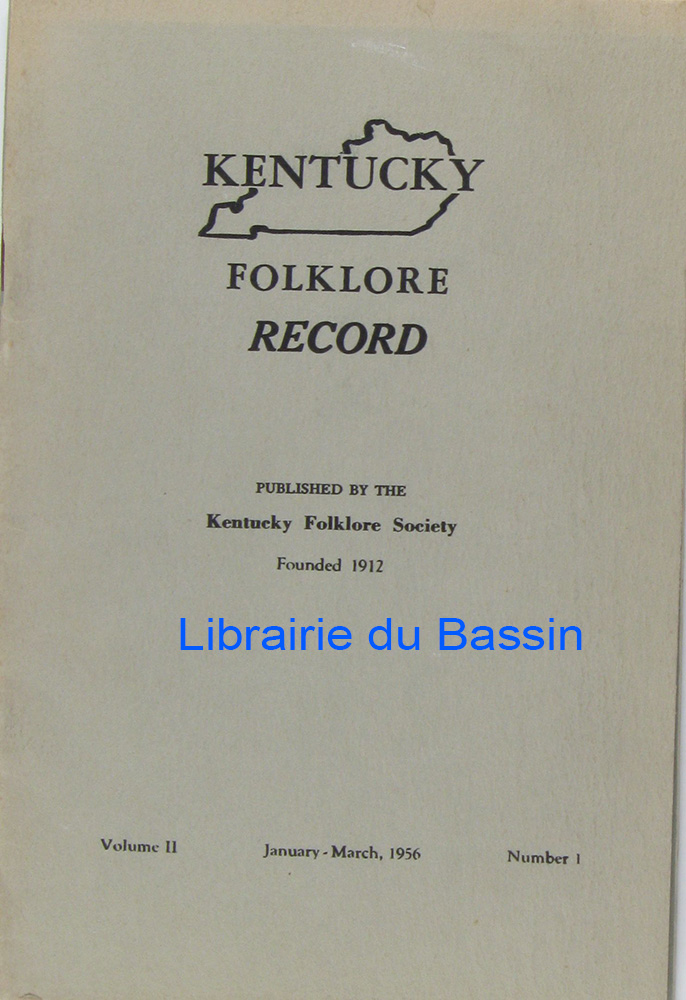 KENTUCKY
FOLKLORE
RECORD
PUBLISHED BY THE
Kentucky Folklore Society
Founded 1912
Librairie du Bassin
Volume II January-March, 1956 Number 1